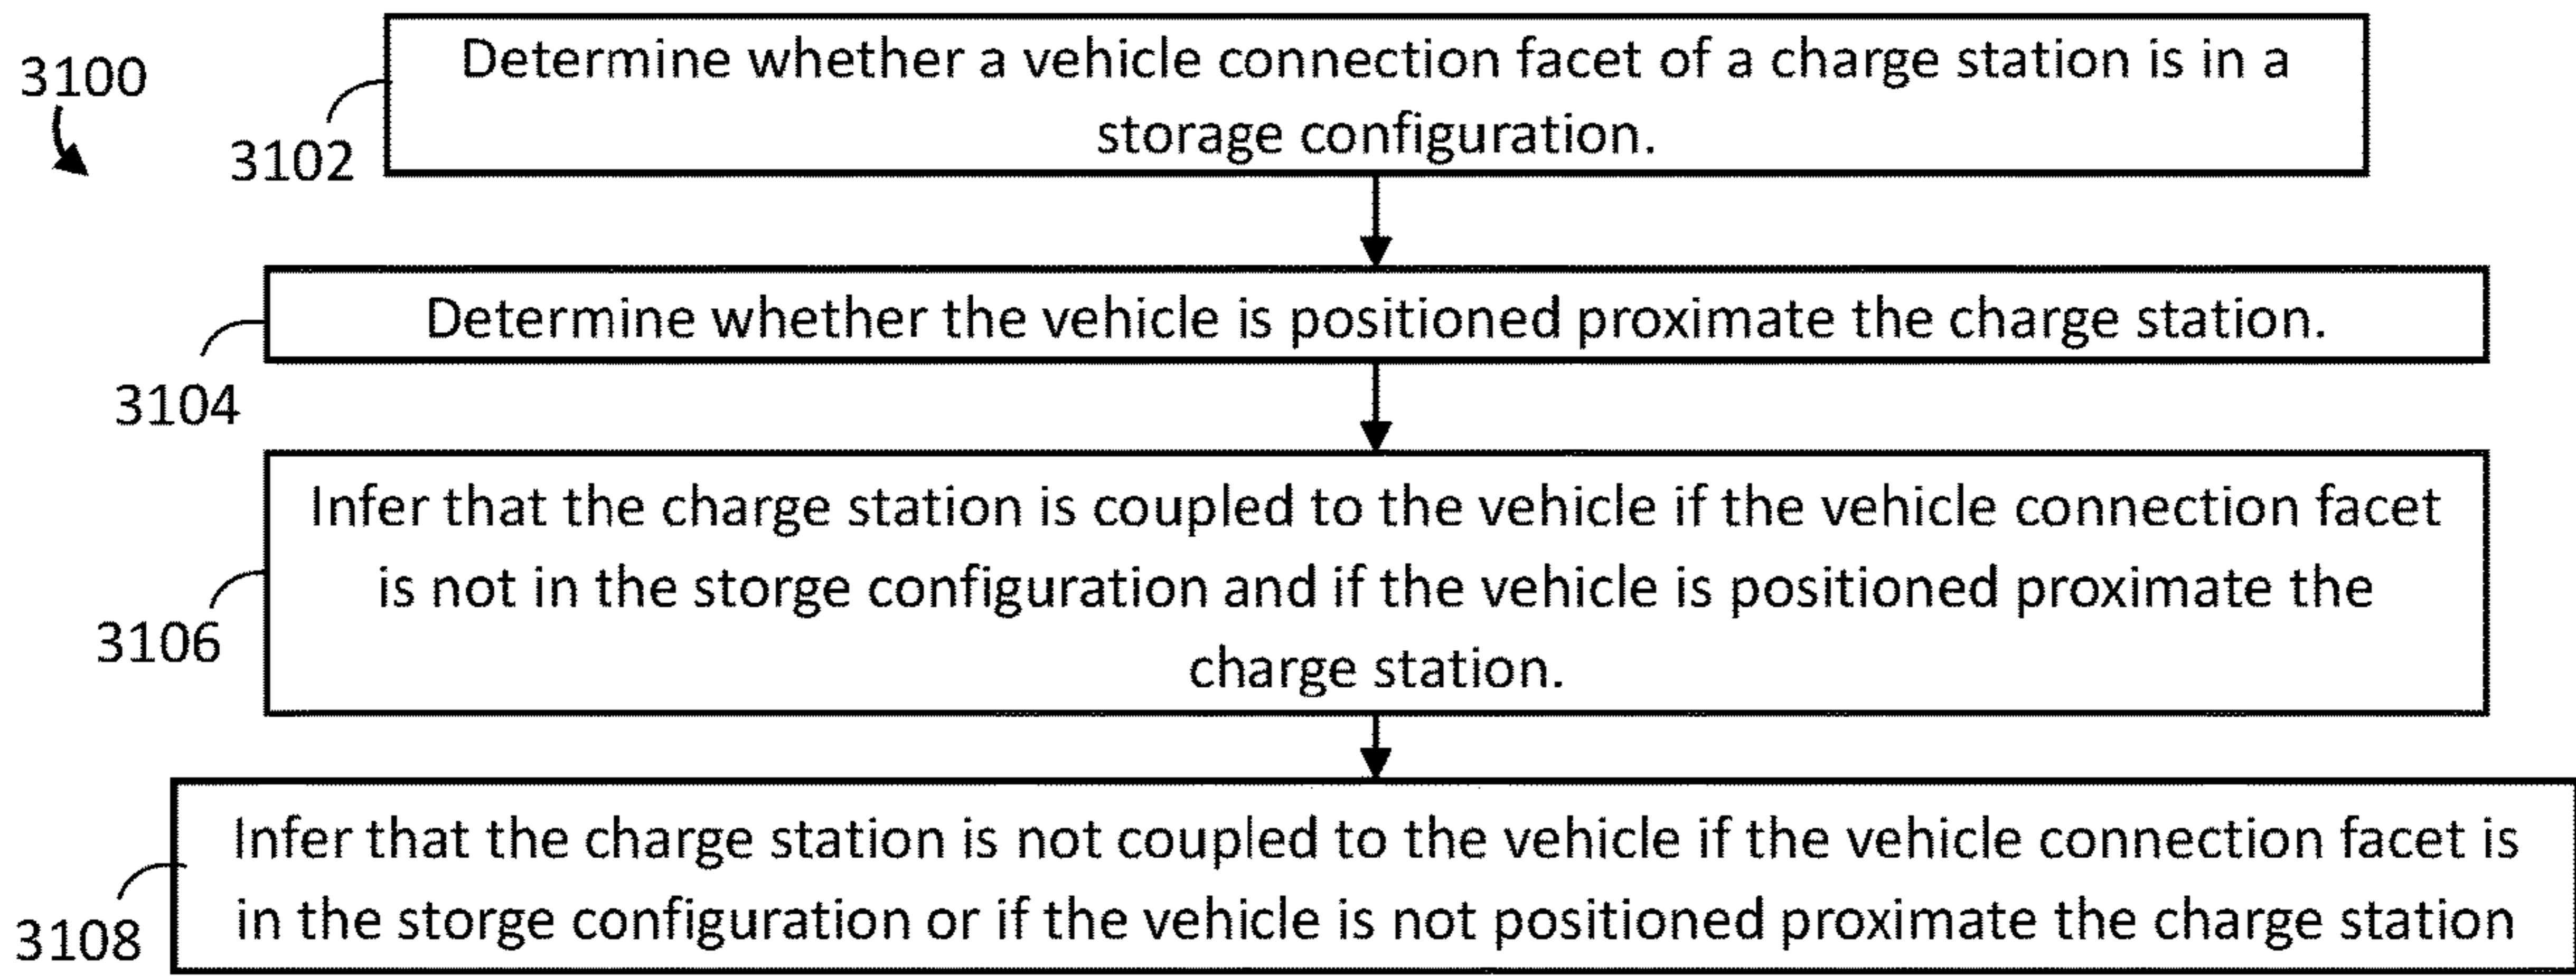 3100
Determine whether a vehicle connection facet of a charge station is in a
storage configuration.
3102
Determine whether the vehicle is positioned proximate the charge station.
3104
Infer that the charge station is coupled to the vehicle if the vehicle connection facet
is not in the storge configuration and if the vehicle is positioned proximate the
charge station.
3106
Infer that the charge station is not coupled to the vehicle if the vehicle connection facet is
in the storge configuration or if the vehicle is not positioned proximate the charge station
3108